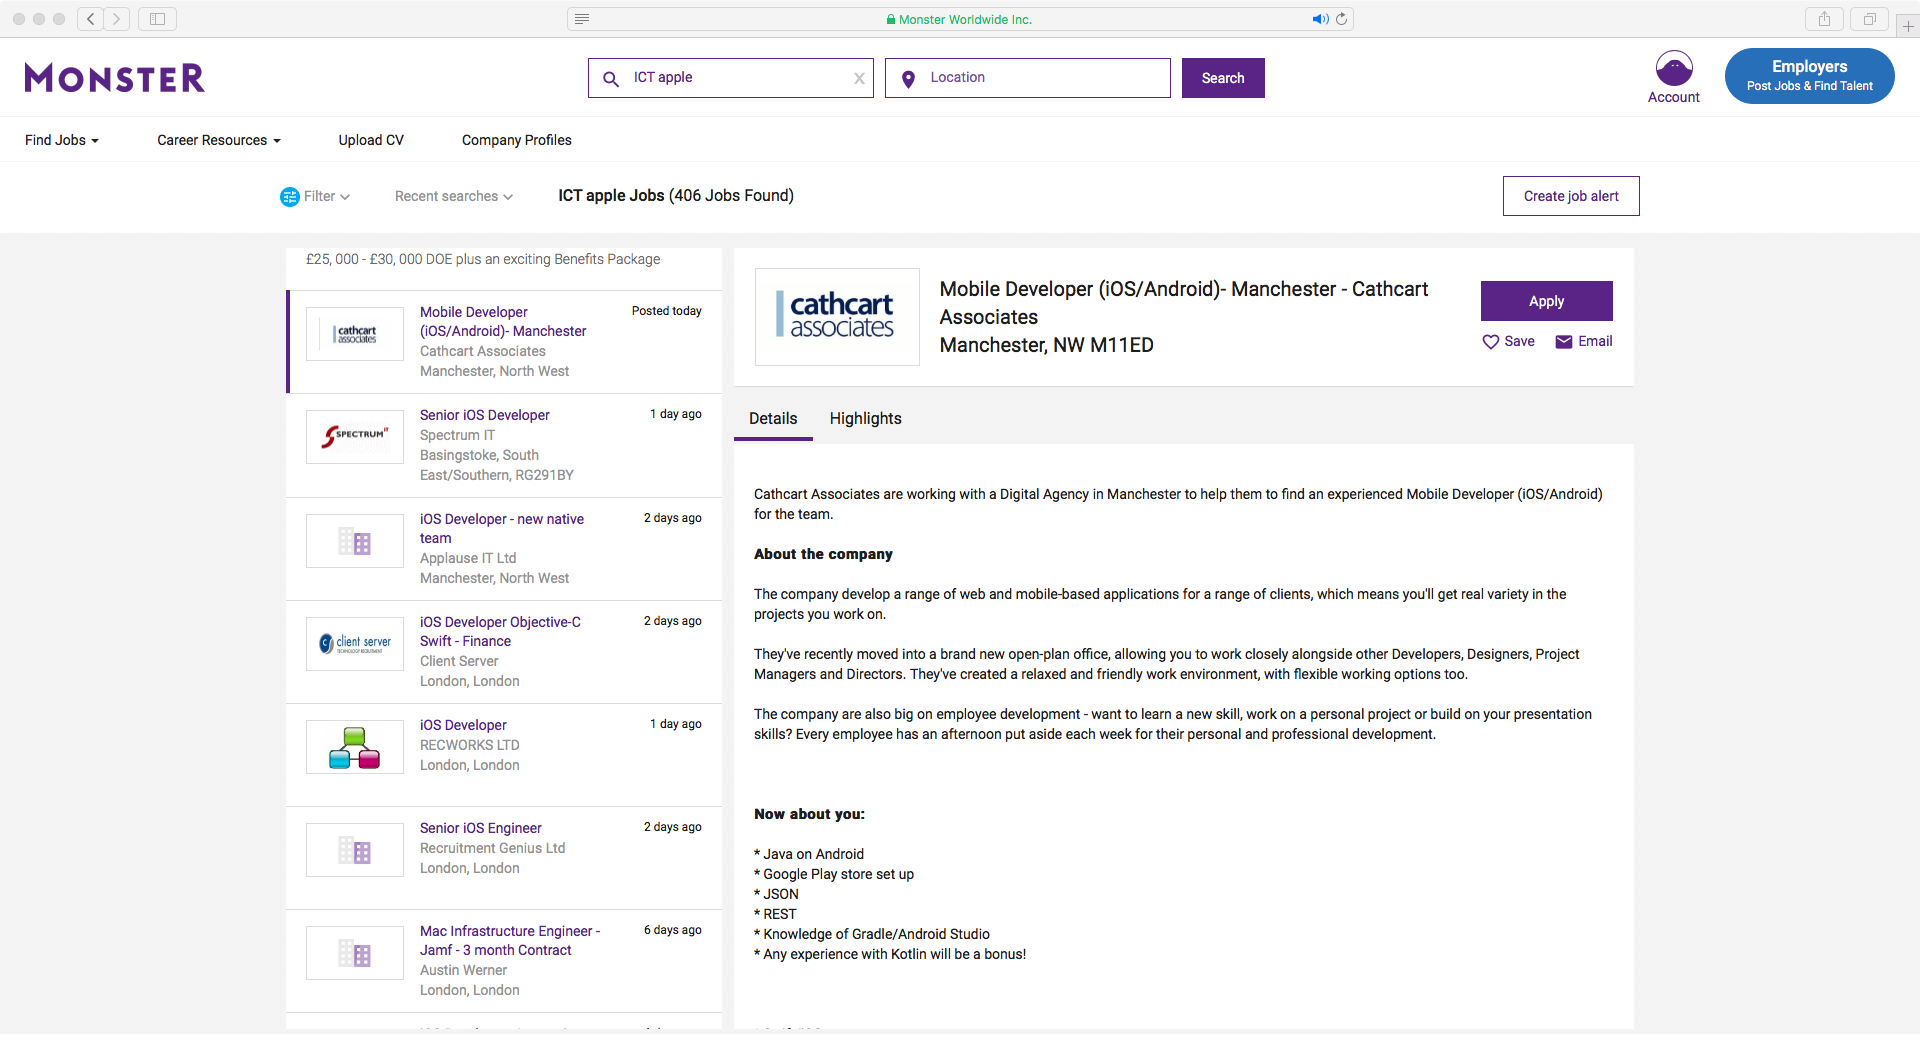 Monster Worldwide Inc.
MONSTER
ICT apple
X
Location
Search
Account
Employers
Post Jobs & Find Talent
Find Jobs
Career Resources
Upload CV
Company Profiles
Filter
Recent searches
ICT apple Jobs (406 Jobs Found)
Create job alert
£25, 000 - £30, 000 DOE plus an exciting Benefits Package
cathcart
associates
Mobile Developer
(iOS/Android)- Manchester
Cathcart Associates
Manchester, North West
Posted today
SPECTRUM IT
Senior iOS Developer
Spectrum IT
Basingstoke, South
East/Southern, RG291BY
1 day ago
iOS Developer - new native
team
Applause IT Ltd
Manchester, North West
2 days ago
client server
TECHNOLOGY RECRUITMENT
iOS Developer Objective-C
Swift - Finance
Client Server
London, London
2 days ago
iOS Developer
RECWORKS LTD
London, London
1 day ago
Senior iOS Engineer
Recruitment Genius Ltd
London, London
2 days ago
Mac Infrastructure Engineer -
Jamf - 3 month Contract
Austin Werner
London, London
6 days ago
cathcart
associates
Mobile Developer (iOS/Android)- Manchester - Cathcart
Associates
Manchester, NW M11ED
Apply
Save
Email
Details
Highlights
Cathcart Associates are working with a Digital Agency in Manchester to help them to find an experienced Mobile Developer (iOS/Android)
for the team.
About the company
The company develop a range of web and mobile-based applications for a range of clients, which means you'll get real variety in the
projects you work on.
They've recently moved into a brand new open-plan office, allowing you to work closely alongside other Developers, Designers, Project
Managers and Directors. They've created a relaxed and friendly work environment, with flexible working options too.
The company are also big on employee development - want to learn a new skill, work on a personal project or build on your presentation
skills? Every employee has an afternoon put aside each week for their personal and professional development.
Now about you:
* Java on Android
* Google Play store set up
* JSON
* REST
* Knowledge of Gradle/Android Studio
* Any experience with Kotlin will be a bonus!